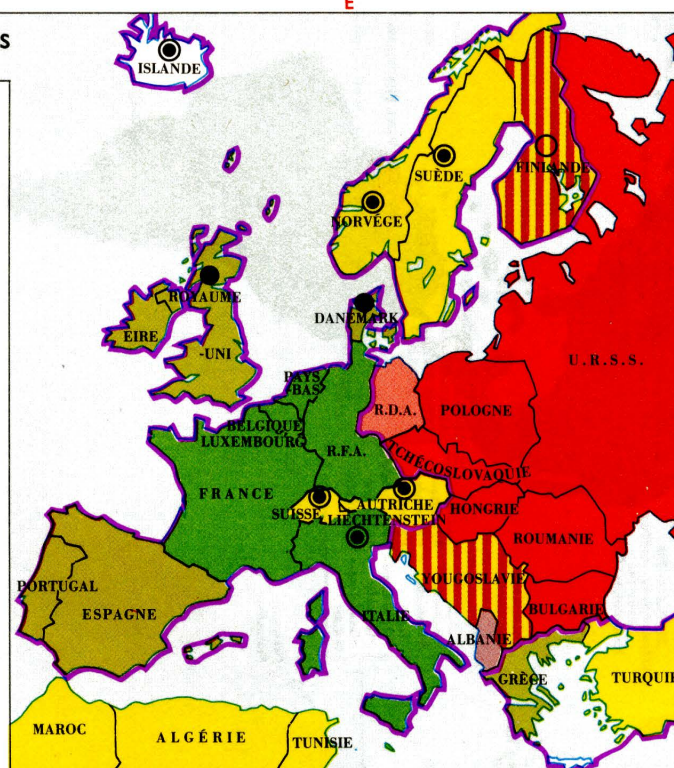 E
S
ISLANDE
FINLANDE
SUÈDE
NORVÉGE
ROYAUME
DANEMARK
EIRE
-UNI
U.R.S.S.
PAYS
-BAS
R.D.A.
POLOGNE
BELGIQUE
LUXEMBOURG
R.F.A.
TCHÉCOSLOVAQUIE
FRANCE
SUISSE
AUTRICHE
LIECHTENSTEIN
HONGRIE
ROUMANIE
YOUGOSLAVIE
PORTUGAL
ESPAGNE
ITALIE
BULGARIE
ALBANIE
GRÈCE
TURQUIE
MAROC
ALGÉRIE
TUNISIE